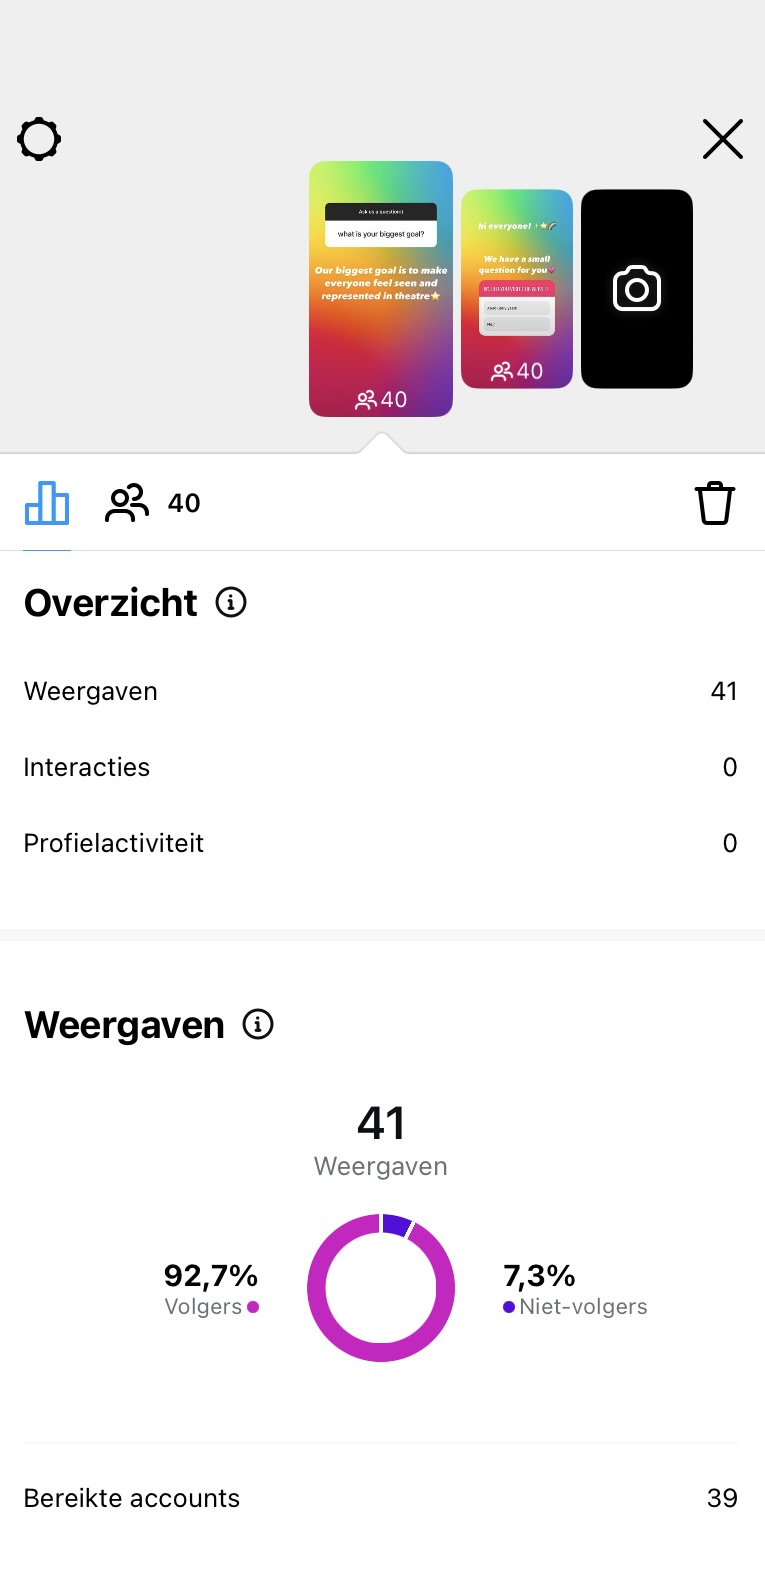 Ask us a question:)
what is your biggest goal?
Our biggest goal is to make
everyone feel seen and
represented in theatre⭐
40
hi everyone!
We have a small
question for you
Absolutely yes!!
40
40
Overzicht
Weergaven 41
Interacties 0
Profielactiviteit 0
Weergaven
41
Weergaven
92,7%
Volgers
7,3%
Niet-volgers
Bereikte accounts 39